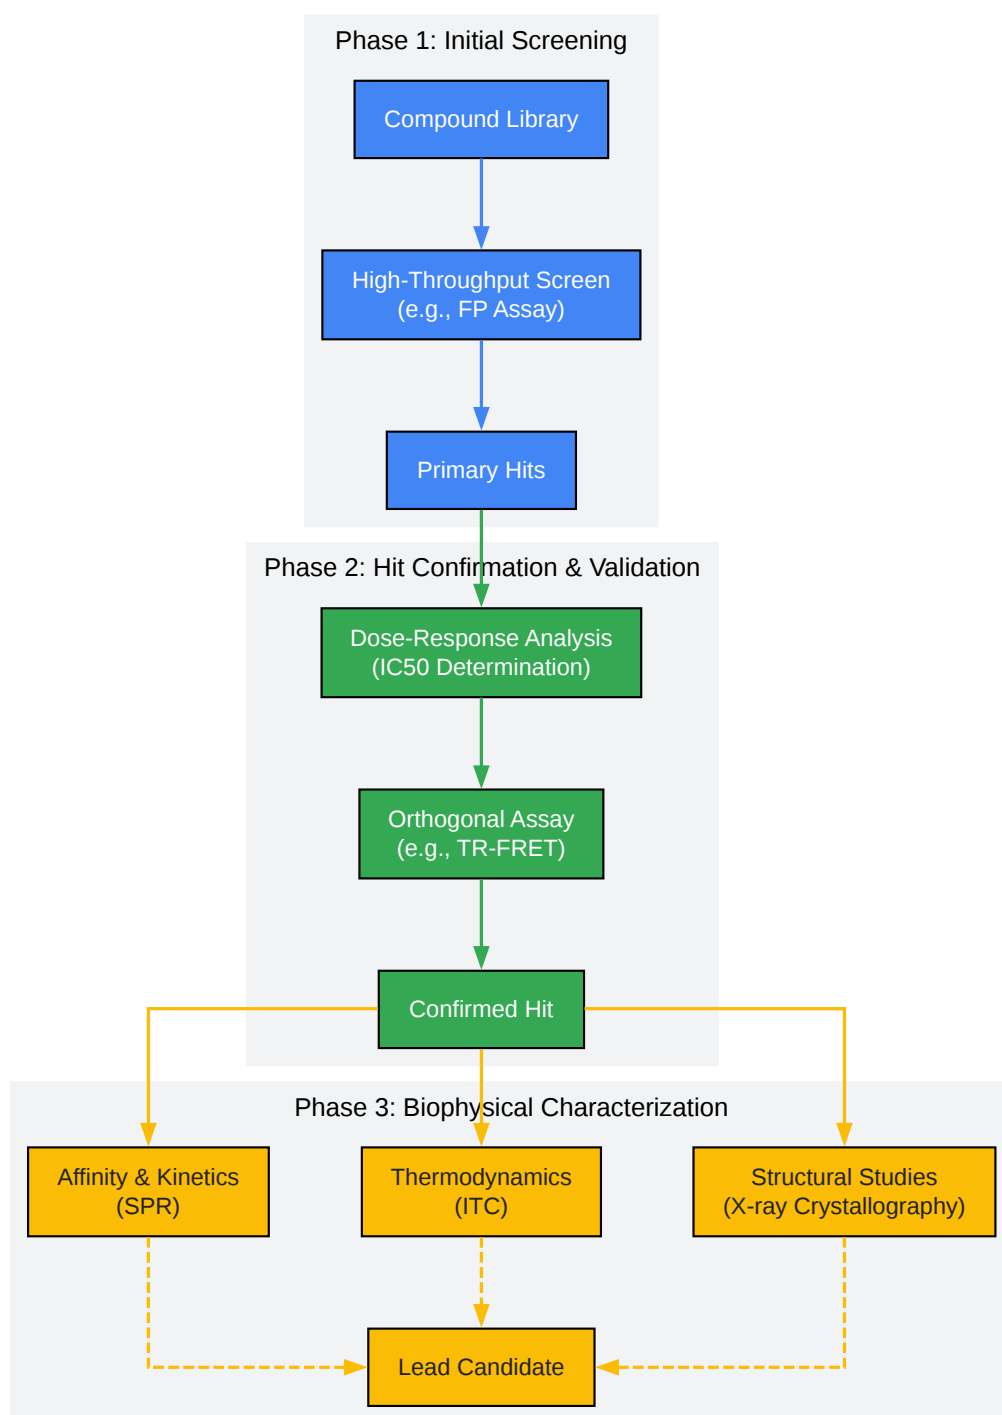 Phase 1: Initial Screening
Compound Library
High-Throughput Screen
(e.g., FP Assay)
Primary Hits
Phase 2: Hit Confirmation & Validation
Dose-Response Analysis
(IC50 Determination)
Orthogonal Assay
(e.g., TR-FRET)
Confirmed Hit
Phase 3: Biophysical Characterization
Affinity & Kinetics
(SPR)
Thermodynamics
(ITC)
Structural Studies
(X-ray Crystallography)
Lead Candidate